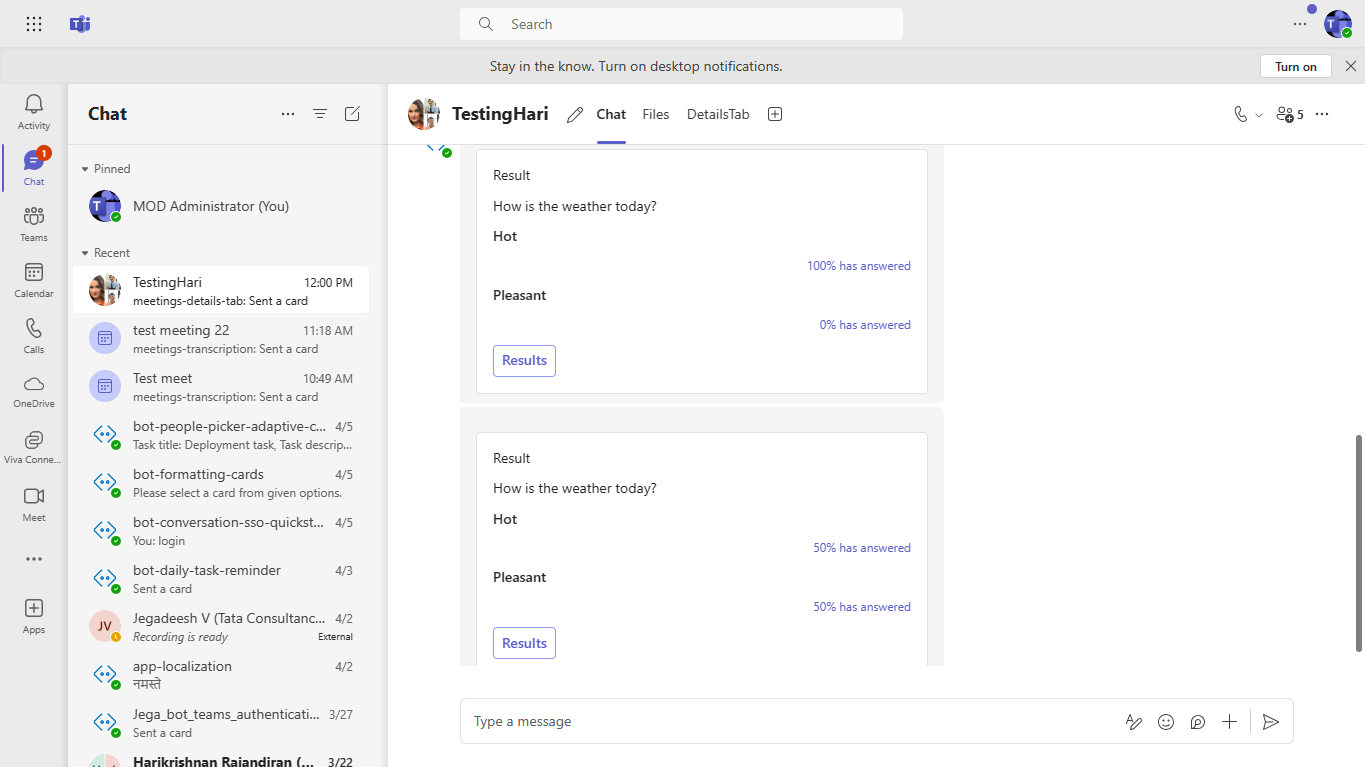 Search
Stay in the know. Turn on desktop notifications.
Turn on
Activity
1
Chat
Teams
Calendar
Calls
OneDrive
Viva Conne...
Meet
Apps
Chat
Pinned
MOD Administrator (You)
Recent
TestingHari 12:00 PM
meetings-details-tab: Sent a card
test meeting 22 11:18 AM
meetings-transcription: Sent a card
Test meet 10:49 AM
meetings-transcription: Sent a card
bot-people-picker-adaptive-c... 4/5
Task title: Deployment task, Task descrip...
bot-formatting-cards 4/5
Please select a card from given options.
bot-conversation-sso-quickst... 4/5
You: login
bot-daily-task-reminder 4/3
Sent a card
JV
Jegadeesh V (Tata Consultanc... 4/2
Recording is ready External
app-localization 4/2
नमस्ते
Jega_bot_teams_authenticati... 3/27
Sent a card
Harikrishnan Rajandiran (... 3/22
TestingHari Chat Files DetailsTab 5
Result
How is the weather today?
Hot
100% has answered
Pleasant
0% has answered
Results
Result
How is the weather today?
Hot
50% has answered
Pleasant
50% has answered
Results
Type a message